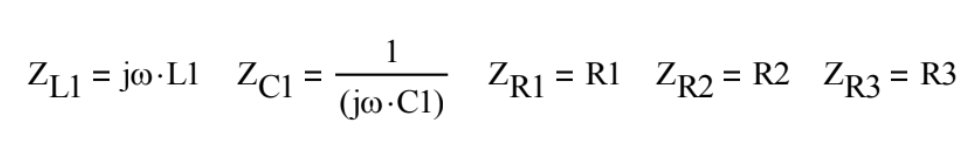 Z_L1 = jω·L1 Z_C1 = 1/(jω·C1) Z_R1 = R1 Z_R2 = R2 Z_R3 = R3